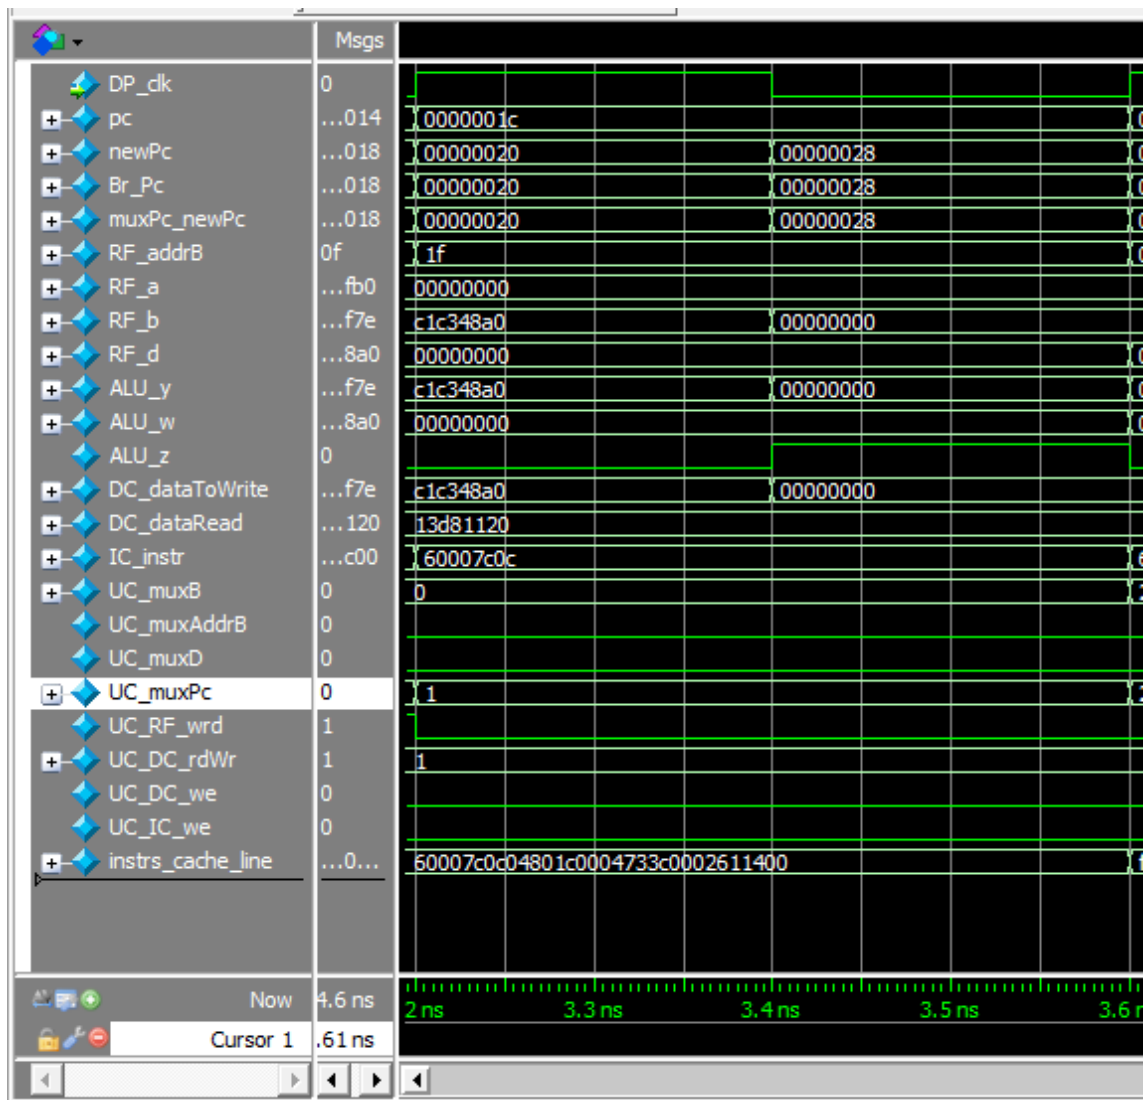 Msgs
DP_clk 0
pc ...014 0000001c
newPc ...018 00000020 00000028
Br_Pc ...018 00000020 00000028
muxPc_newPc ...018 00000020 00000028
RF_addrB 0f 1f
RF_a ...fb0 00000000
RF_b ...f7e c1c348a0 00000000
RF_d ...8a0 00000000
ALU_y ...f7e c1c348a0 00000000
ALU_w ...8a0 00000000
ALU_z 0
DC_dataToWrite ...f7e c1c348a0 00000000
DC_dataRead ...120 13d81120
IC_instr ...c00 60007c0c
UC_muxB 0 0
UC_muxAddrB 0
UC_muxD 0
UC_muxPc 0 1
UC_RF_wrd 1
UC_DC_rdWr 1 1
UC_DC_we 0
UC_IC_we 0
instrs_cache_line ...0... 60007c0c04801c0004733c0002611400
Now 4.6 ns 2 ns 3.3 ns 3.4 ns 3.5 ns 3.6
Cursor 1 .61 ns